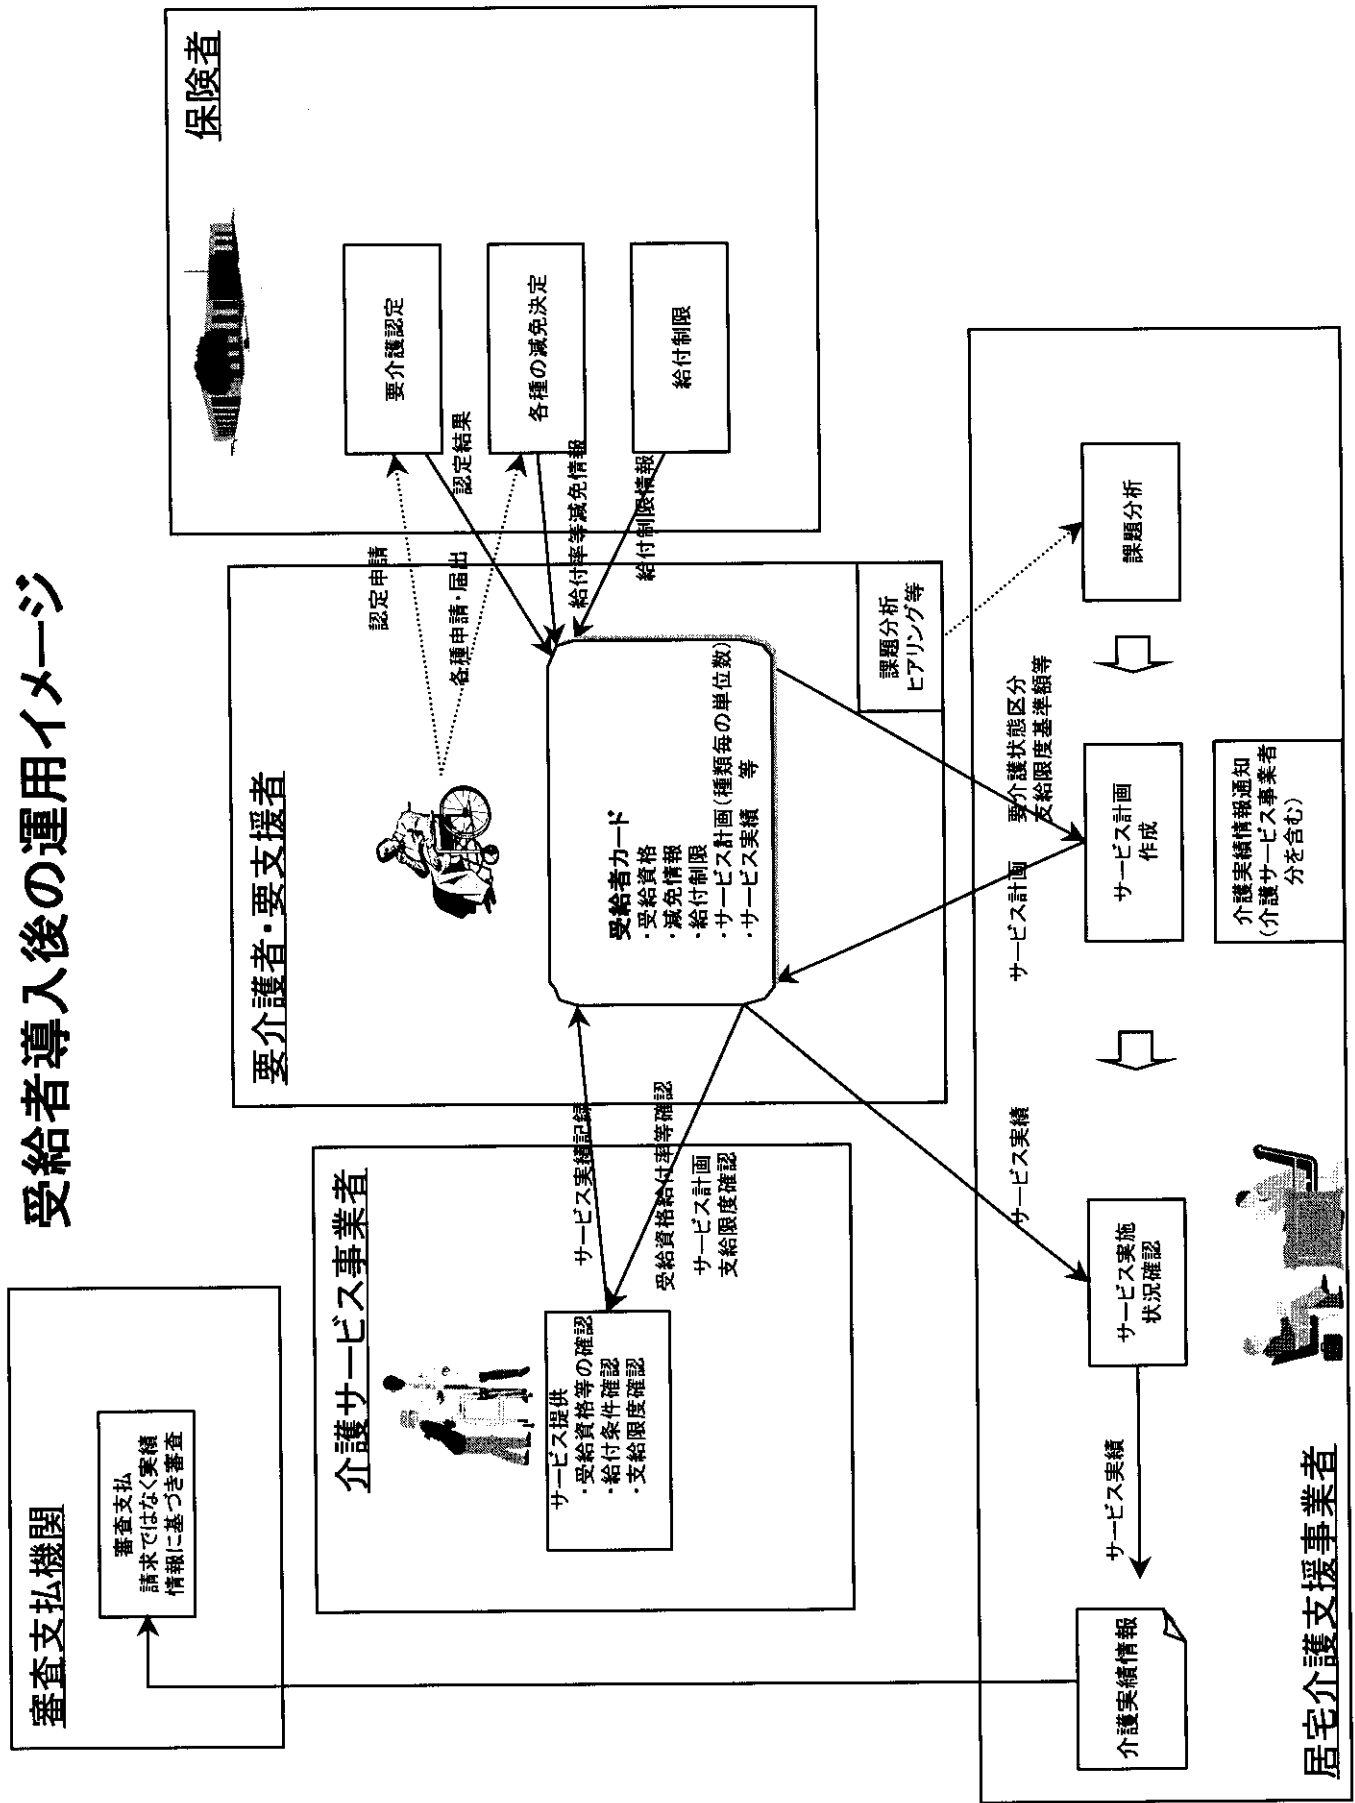 受給者導入後の運用イメージ
審査支払機関
審査支払
請求ではなく実績
情報に基づき審査
介護サービス事業者
サービス提供
・受給資格等の確認
・給付条件確認
・支給限度確認
サービス実績記録
受給資格給付率等確認
サービス計画
支給限度確認
要介護者・要支援者
受給者カード
・受給資格
・減免情報
・給付制限
・サービス計画(種類毎の単位数)
・サービス実績 等
課題分析
ヒアリング等
認定申請
各種申請・届出
認定結果
給付率等減免情報
給付制限情報
保険者
要介護認定
各種の減免決定
給付制限
居宅介護支援事業者
介護実績情報
サービス実績
サービス実施
状況確認
サービス実績
サービス計画
要介護状態区分
支給限度基準額等
サービス計画
作成
介護実績情報通知
(介護サービス事業者
分を含む)
課題分析